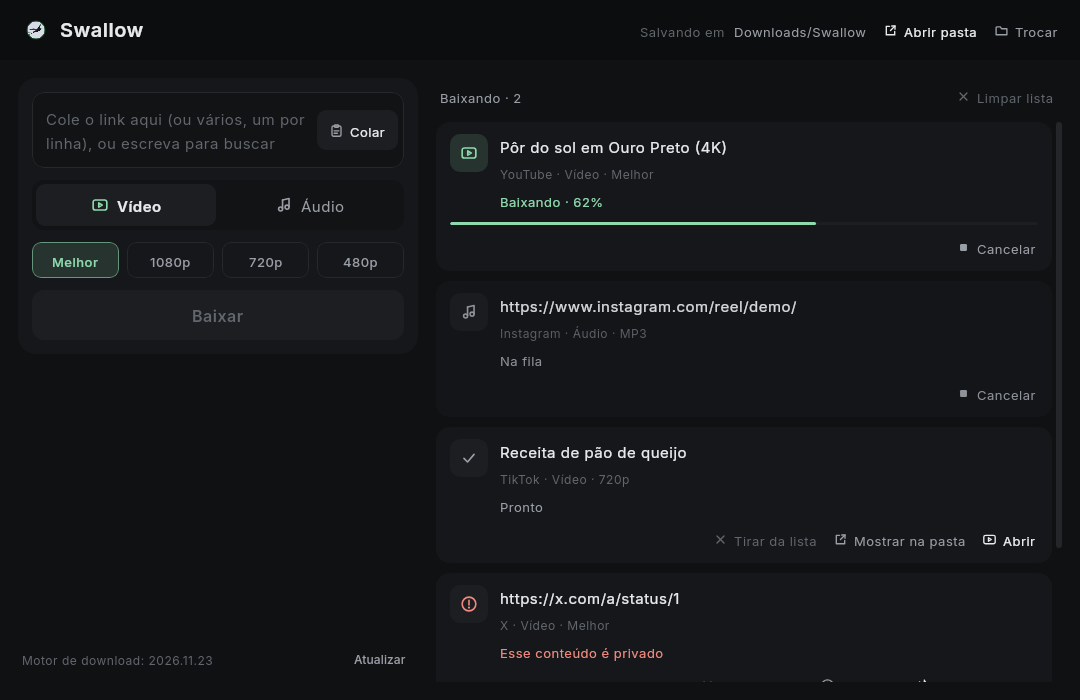 Swallow
Salvando em Downloads/Swallow Abrir pasta Trocar
Cole o link aqui (ou vários, um por
linha), ou escreva para buscar
Colar
Vídeo Áudio
Melhor 1080p 720p 480p
Baixar
Motor de download: 2026.11.23 Atualizar
Baixando · 2 Limpar lista
Pôr do sol em Ouro Preto (4K)
YouTube · Vídeo · Melhor
Baixando · 62%
Cancelar
https://www.instagram.com/reel/demo/
Instagram · Áudio · MP3
Na fila
Cancelar
Receita de pão de queijo
TikTok · Vídeo · 720p
Pronto
Tirar da lista Mostrar na pasta Abrir
https://x.com/a/status/1
X · Vídeo · Melhor
Esse conteúdo é privado